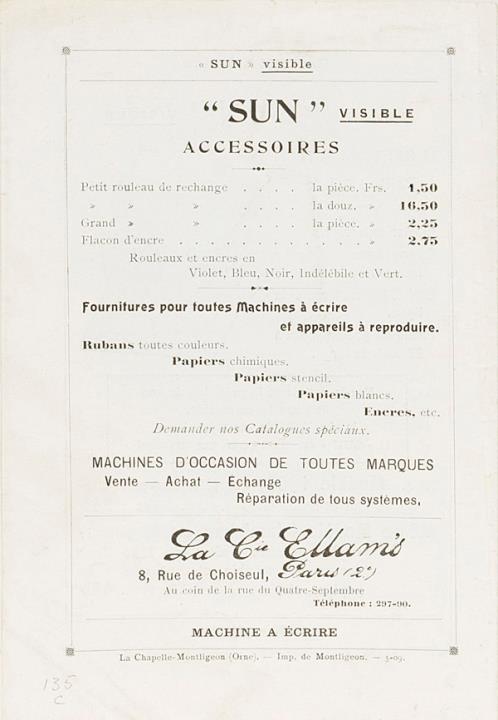 « SUN » visible
“ SUN ” VISIBLE
ACCESSOIRES
Petit rouleau de rechange . . . . la pièce. Frs. 1,50
» » » . . . . la douz. » 16,50
Grand » » . . . . la pièce. » 2,25
Flacon d'encre . . . . . . . . . . . . » 2,75
Rouleaux et encres en
Violet, Bleu, Noir, Indélébile et Vert.
Fournitures pour toutes Machines à écrire
et appareils à reproduire.
Rubans toutes couleurs.
Papiers chimiques.
Papiers stencil.
Papiers blancs.
Encres, etc.
Demander nos Catalogues spéciaux.
MACHINES D'OCCASION DE TOUTES MARQUES
Vente — Achat — Echange
Réparation de tous systèmes,
La Cie Ellam's
8, Rue de Choiseul, Paris (2e)
Au coin de la rue du Quatre-Septembre
Téléphone : 297-90.
MACHINE A ÉCRIRE
La Chapelle-Montligeon (Orne). — Imp. de Montligeon. — 5-09.
135
C